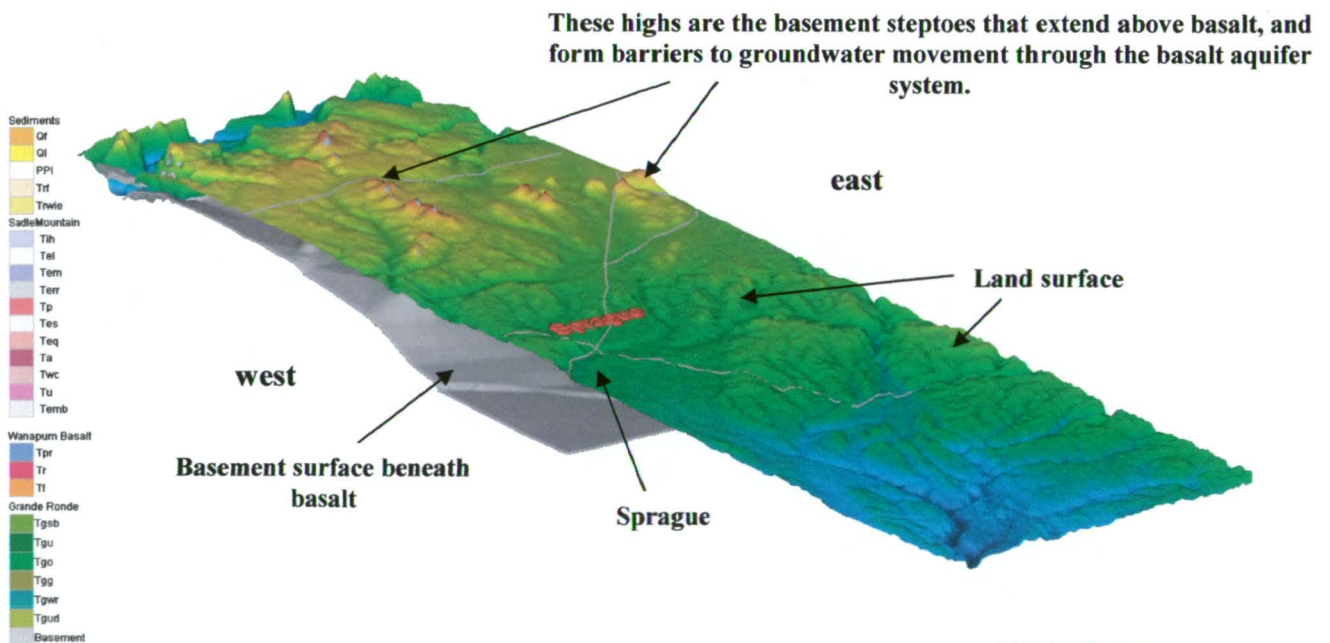 These highs are the basement steptoes that extend above basalt, and
form barriers to groundwater movement through the basalt aquifer
system.
Sediments
Qf
Ql
PPl
Trf
Trwie
SadleMountain
Tih
Tel
Tem
Terr
Tp
Tes
Teq
Ta
Twc
Tu
Temb
Wanapum Basalt
Tpr
Tr
Tf
Grande Ronde
Tgsb
Tgu
Tgo
Tgg
Tgwr
Tgud
Basement
east
Land surface
west
Basement surface beneath
basalt
Sprague